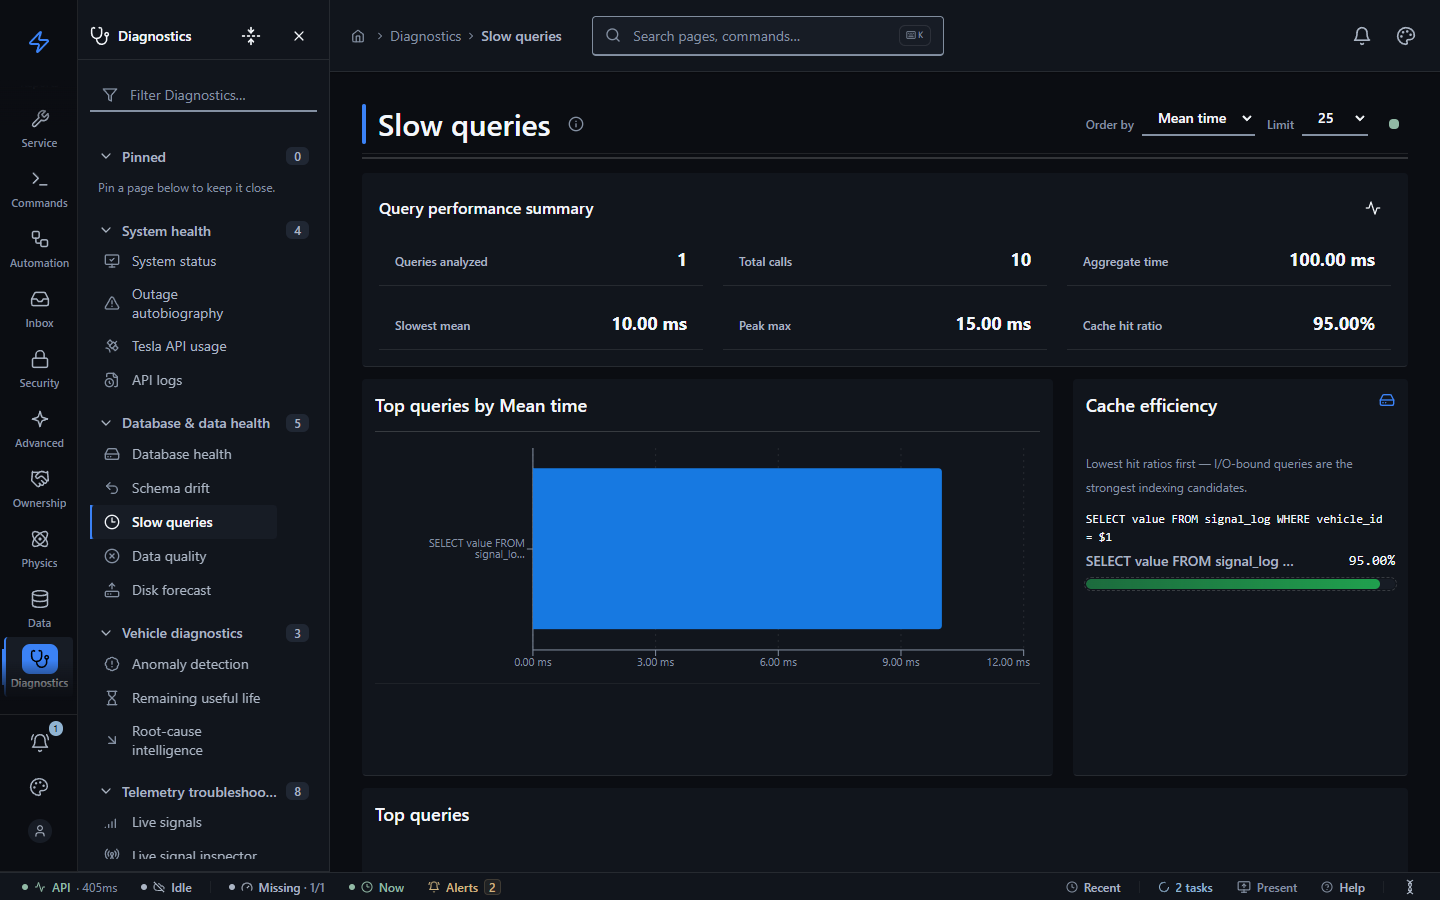 Diagnostics
Diagnostics
Slow queries
Search pages, commands...
K
Filter Diagnostics...
Service
Commands
Automation
Inbox
Security
Advanced
Ownership
Physics
Data
Diagnostics
1
Pinned
0
Pin a page below to keep it close.
System health
4
System status
Outage
autobiography
Tesla API usage
API logs
Database & data health
5
Database health
Schema drift
Slow queries
Data quality
Disk forecast
Vehicle diagnostics
3
Anomaly detection
Remaining useful life
Root-cause
intelligence
Telemetry troubleshoo...
8
Live signals
Live signal inspector
Slow queries
Order by
Mean time
Limit
25
Query performance summary
Queries analyzed
1
Total calls
10
Aggregate time
100.00 ms
Slowest mean
10.00 ms
Peak max
15.00 ms
Cache hit ratio
95.00%
Top queries by Mean time
SELECT value FROM
signal_lo...
0.00 ms
3.00 ms
6.00 ms
9.00 ms
12.00 ms
Cache efficiency
Lowest hit ratios first — I/O-bound queries are the
strongest indexing candidates.
SELECT value FROM signal_log WHERE vehicle_id
= $1
SELECT value FROM signal_log ...
95.00%
Top queries
API · 405ms
Idle
Missing · 1/1
Now
Alerts 2
Recent
2 tasks
Present
Help